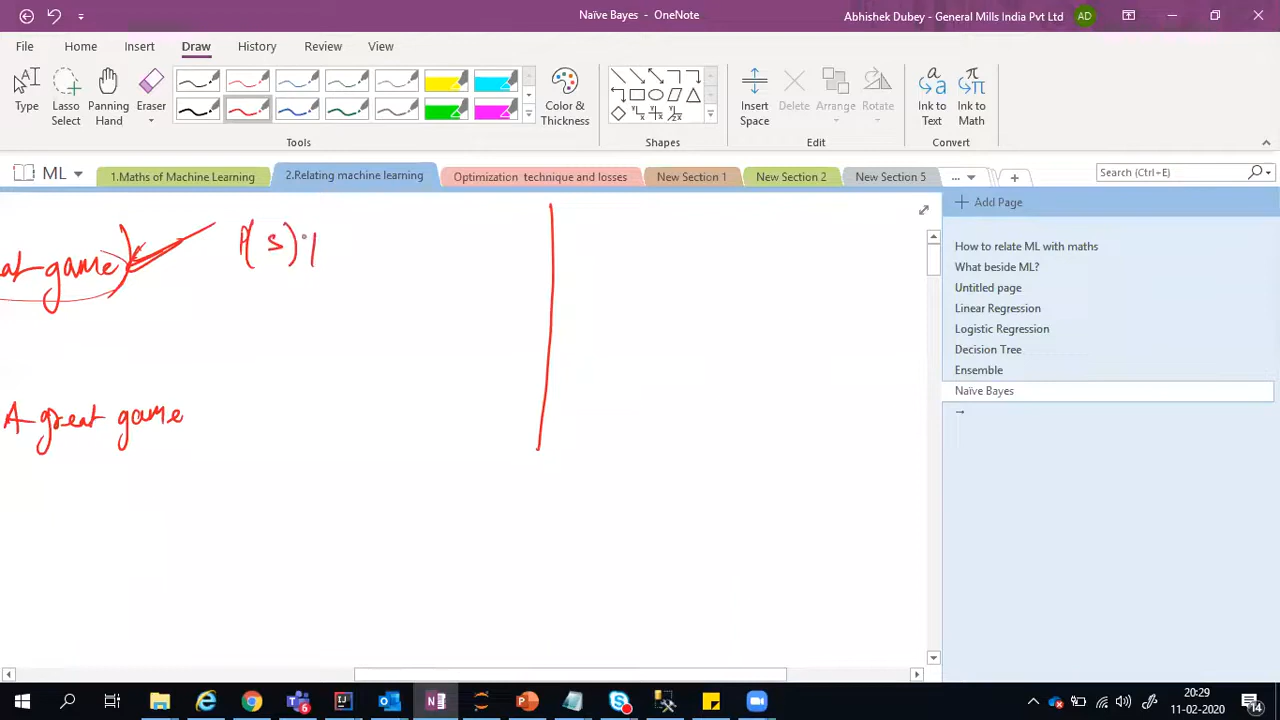 Naïve Bayes - OneNote
Abhishek Dubey - General Mills India Pvt Ltd
AD
File Home Insert Draw History Review View
Type
Lasso Select
Panning Hand
Eraser
Color & Thickness
Insert Space
Delete
Arrange
Rotate
Ink to Text
Ink to Math
Tools
Shapes
Edit
Convert
ML
1.Maths of Machine Learning
2.Relating machine learning
Optimization technique and losses
New Section 1
New Section 2
New Section 5
...
Search (Ctrl+E)
Add Page
How to relate ML with maths
What beside ML?
Untitled page
Linear Regression
Logistic Regression
Decision Tree
Ensemble
Naïve Bayes
at game)
P(S)
A great game
20:29
11-02-2020